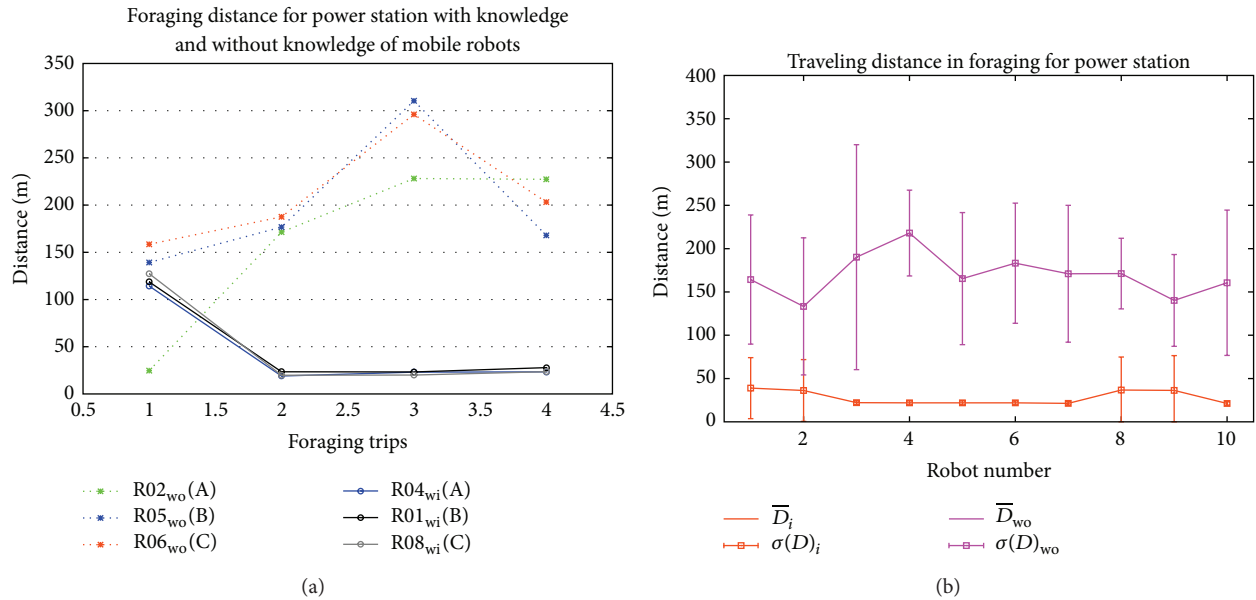 Foraging distance for power station with knowledge
and without knowledge of mobile robots
350
300
250
200
150
100
50
0
Distance (m)
0.5 1 1.5 2 2.5 3 3.5 4 4.5
Foraging trips
R02wo(A) R04wi(A)
R05wo(B) R01wi(B)
R06wo(C) R08wi(C)
(a)
Traveling distance in foraging for power station
400
350
300
250
200
150
100
50
0
Distance (m)
2 4 6 8 10
Robot number
D̅i D̅wo
σ(D)i σ(D)wo
(b)